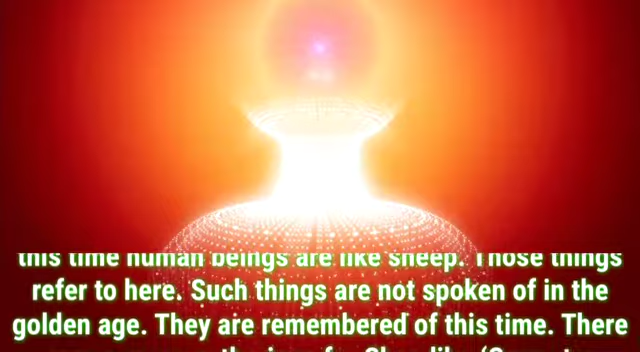 this time human beings are like sheep. Those things
refer to here. Such things are not spoken of in the
golden age. They are remembered of this time. There